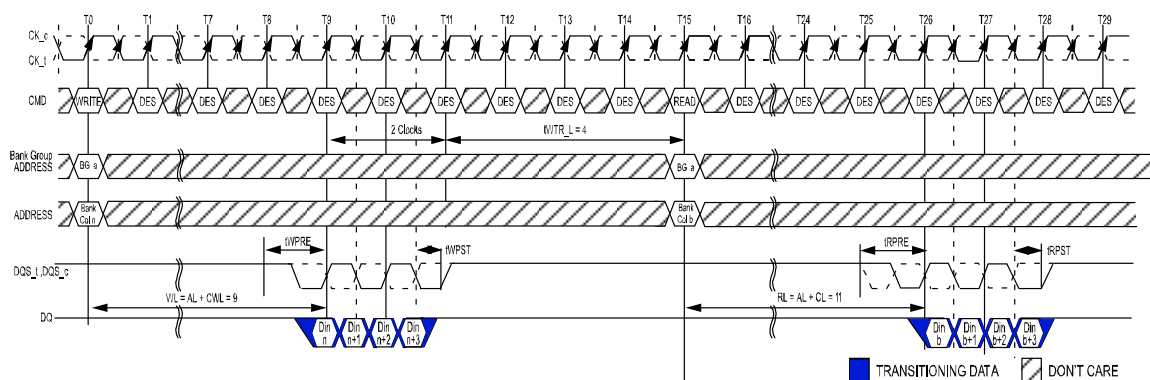 T0 T1 T7 T8 T9 T10 T11 T12 T13 T14 T15 T16 T24 T25 T26 T27 T28 T29
CK_c
CK_t
CMD WRITE DES DES DES DES DES DES DES DES DES READ DES DES DES DES DES DES DES
2 Clocks tWTR_L = 4
Bank Group
ADDRESS BG a BG a
ADDRESS Bank Col n Bank Col b
tWPRE tWPST tRPRE tRPST
DQS_t ,DQS_c
WL = AL + CWL = 9 RL = AL + CL = 11
DQ Din n Din n+1 Din n+2 Din n+3 Din b Din b+1 Din b+2 Din b+3
TRANSITIONING DATA DON'T CARE